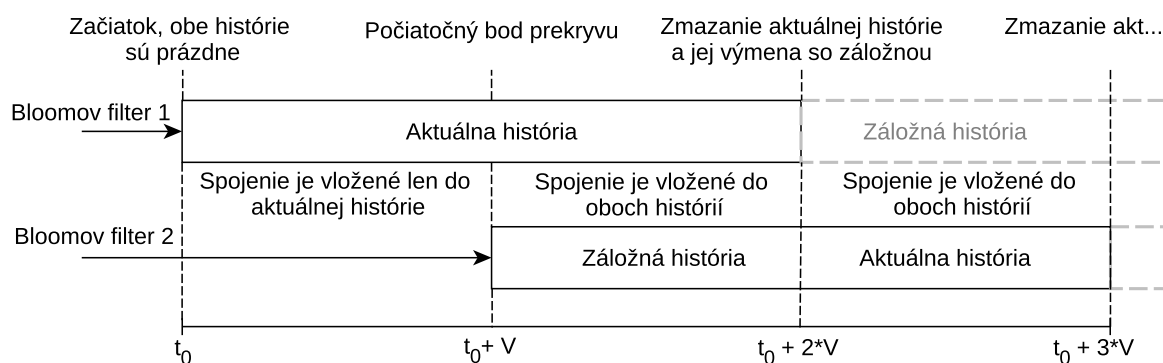 Začiatok, obe histórie
sú prázdne
Počiatočný bod prekryvu
Zmazanie aktuálnej histórie
a jej výmena so záložnou
Zmazanie akt...
Bloomov filter 1
Aktuálna história
Záložná história
Spojenie je vložené len do
aktuálnej histórie
Spojenie je vložené do
oboch histórií
Spojenie je vložené do
oboch histórií
Bloomov filter 2
Záložná história
Aktuálna história
t0
t0+ V
t0 + 2*V
t0 + 3*V